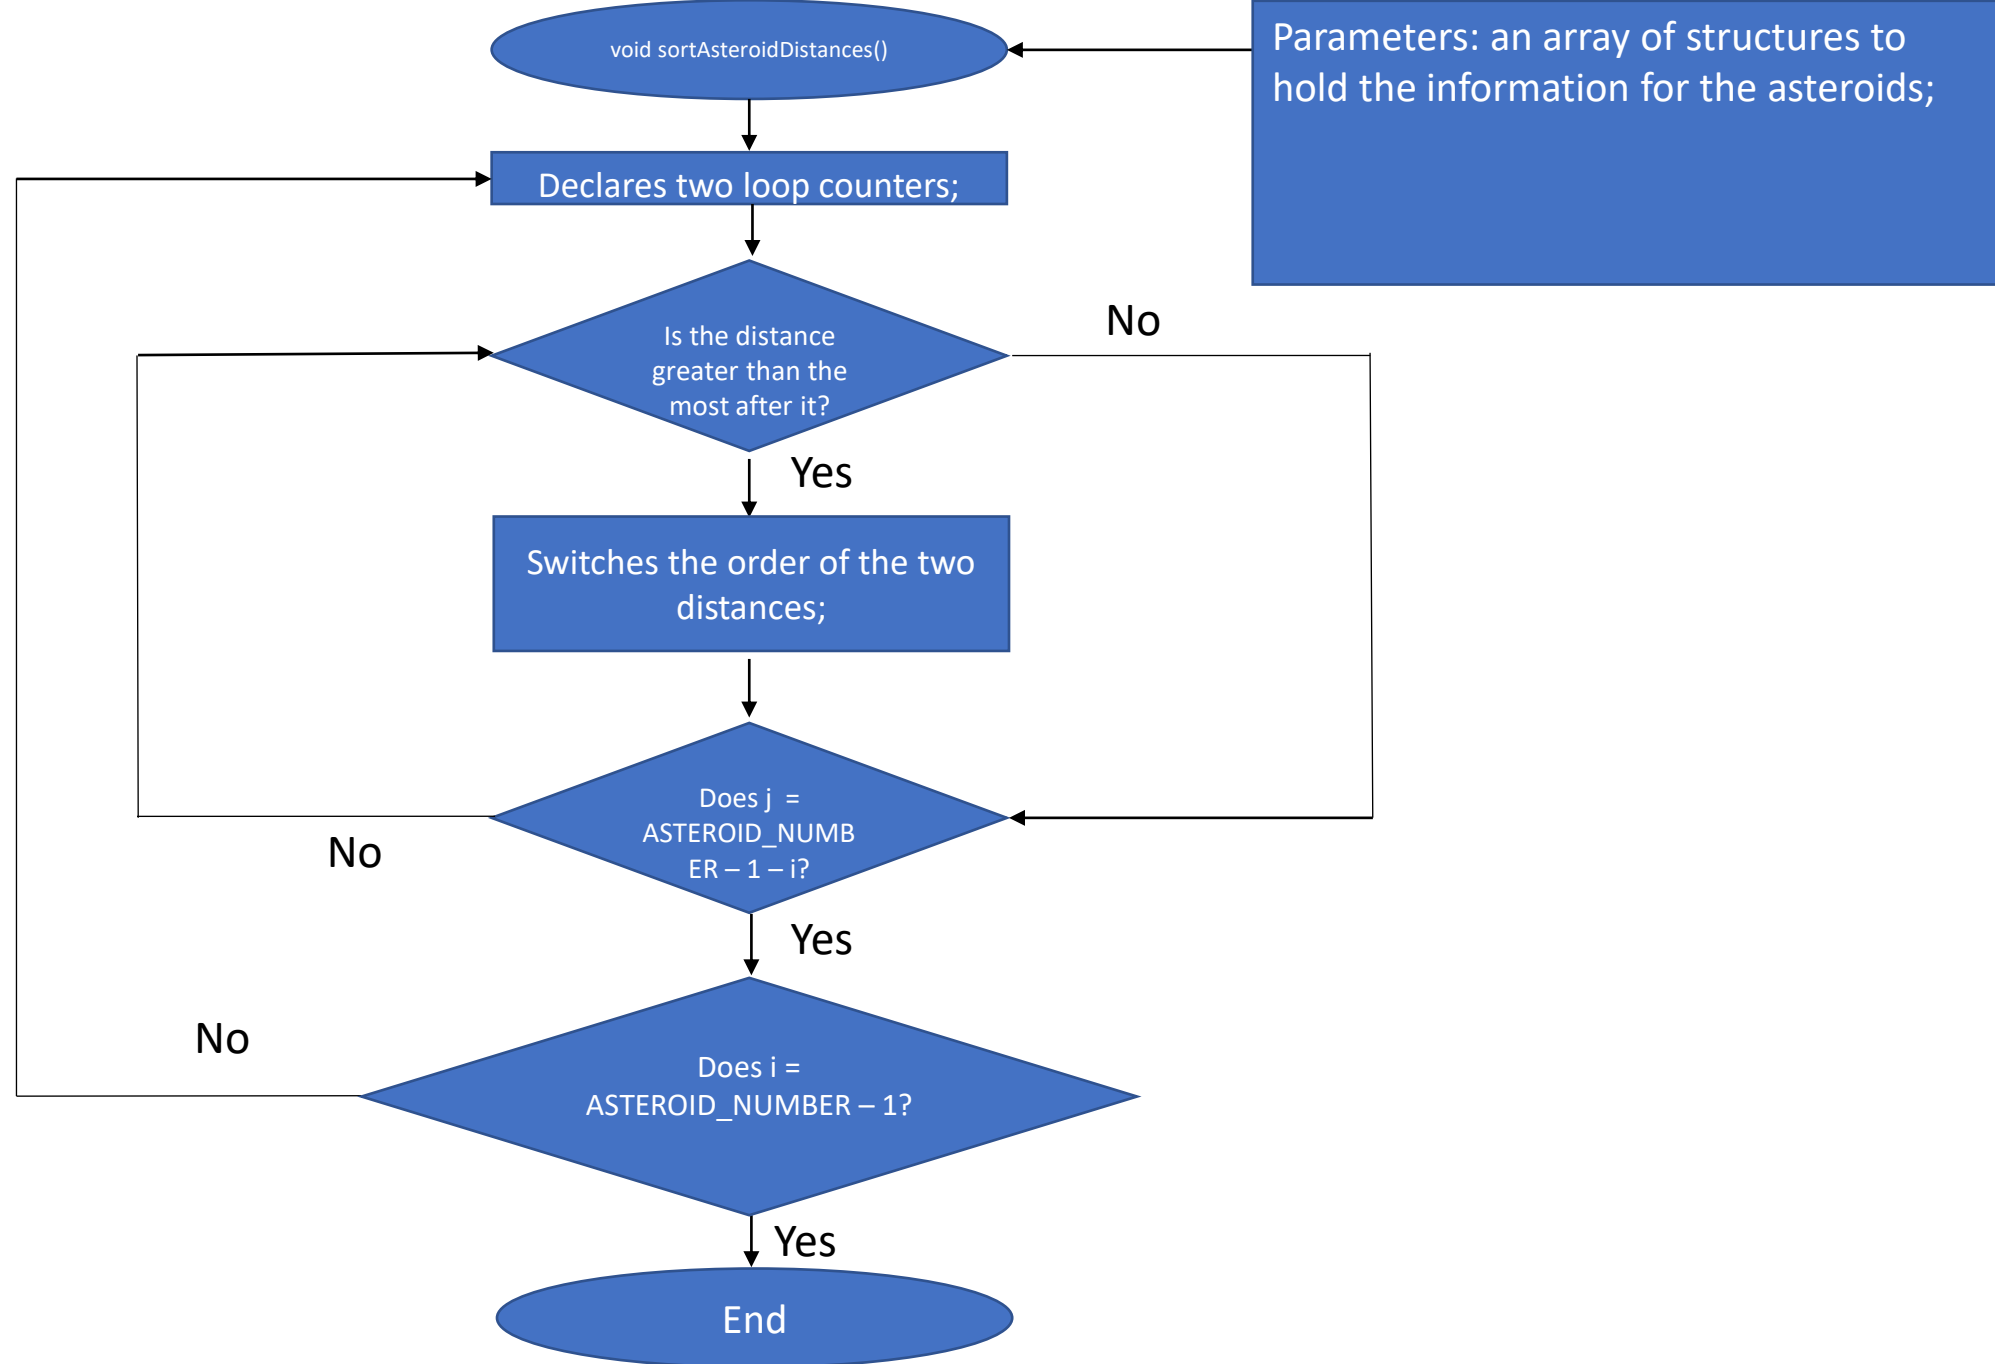 void sortAsteroidDistances()
Parameters: an array of structures to
hold the information for the asteroids;
Declares two loop counters;
Is the distance
greater than the
most after it?
No
Yes
Switches the order of the two
distances;
Does j  =
ASTEROID_NUMB
ER – 1 – i?
No
Yes
Does i =
ASTEROID_NUMBER – 1?
No
Yes
End